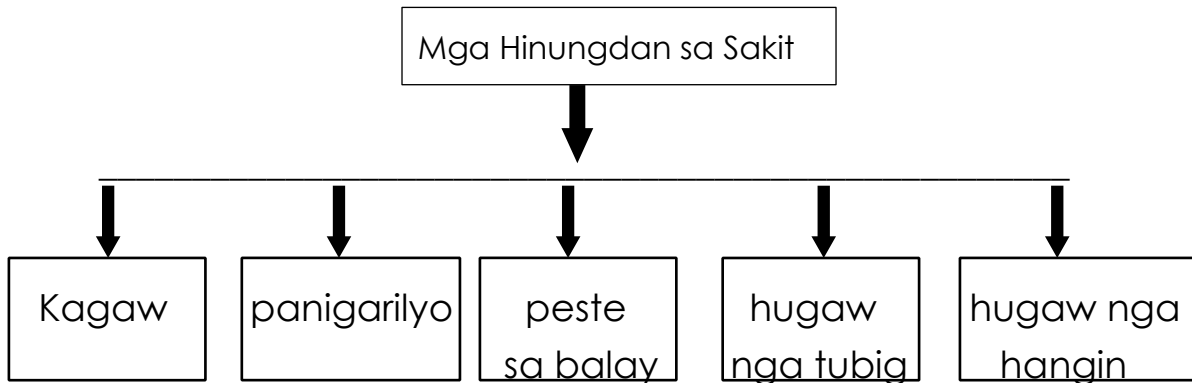 Mga Hinungdan sa Sakit
Kagaw
panigarilyo
peste
sa balay
hugaw
nga tubig
hugaw nga
hangin